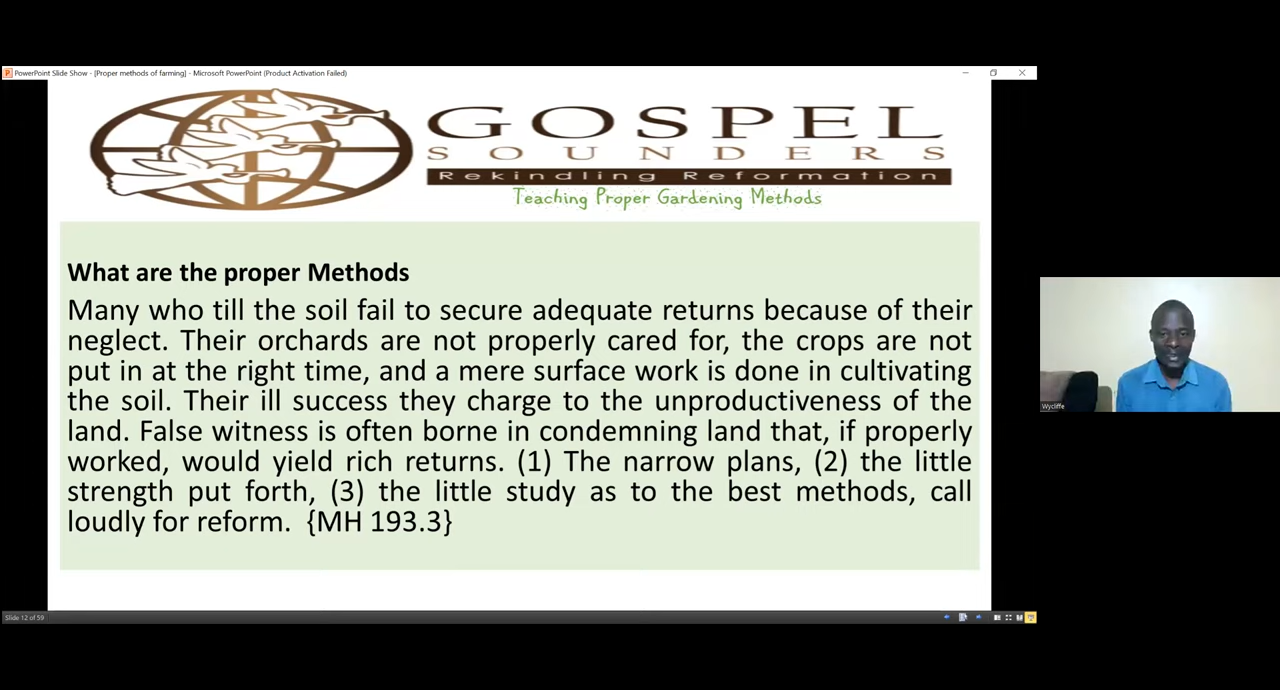 PowerPoint Slide Show - [Proper methods of farming] - Microsoft PowerPoint (Product Activation Failed)
GOSPEL
SOUNDERS
Rekindling Reformation
Teaching Proper Gardening Methods
What are the proper Methods
Many who till the soil fail to secure adequate returns because of their
neglect. Their orchards are not properly cared for, the crops are not
put in at the right time, and a mere surface work is done in cultivating
the soil. Their ill success they charge to the unproductiveness of the
land. False witness is often borne in condemning land that, if properly
worked, would yield rich returns. (1) The narrow plans, (2) the little
strength put forth, (3) the little study as to the best methods, call
loudly for reform. {MH 193.3}
Wycliffe
Slide 12 of 59